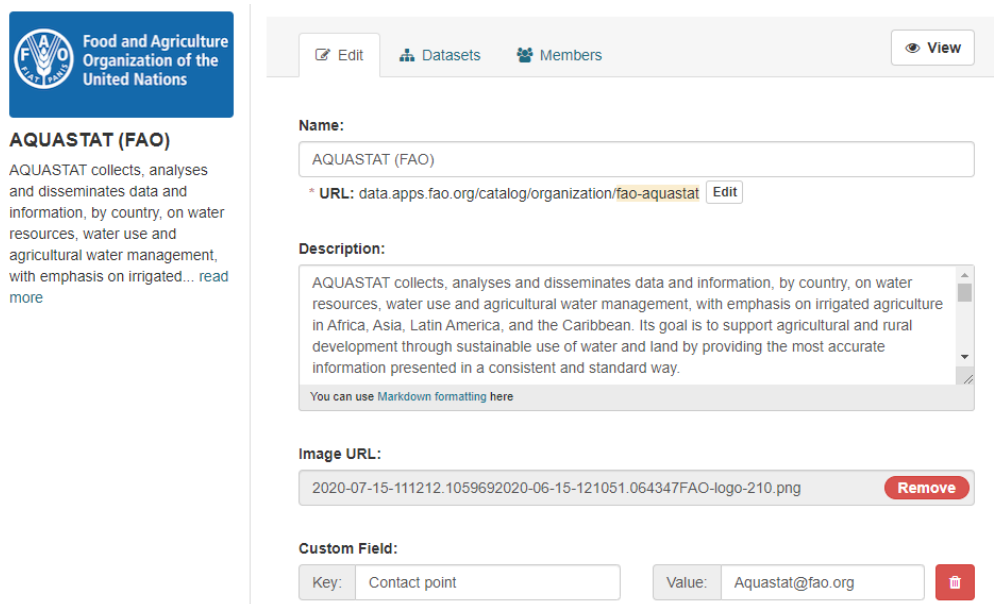 FAO
FIAT PANIS
Food and Agriculture
Organization of the
United Nations
AQUASTAT (FAO)
AQUASTAT collects, analyses
and disseminates data and
information, by country, on water
resources, water use and
agricultural water management,
with emphasis on irrigated... read
more
Edit
Datasets
Members
View
Name:
AQUASTAT (FAO)
* URL: data.apps.fao.org/catalog/organization/fao-aquastat Edit
Description:
AQUASTAT collects, analyses and disseminates data and information, by country, on water
resources, water use and agricultural water management, with emphasis on irrigated agriculture
in Africa, Asia, Latin America, and the Caribbean. Its goal is to support agricultural and rural
development through sustainable use of water and land by providing the most accurate
information presented in a consistent and standard way.
You can use Markdown formatting here
Image URL:
2020-07-15-111212.1059692020-06-15-121051.064347FAO-logo-210.png Remove
Custom Field:
Key: Contact point Value: Aquastat@fao.org